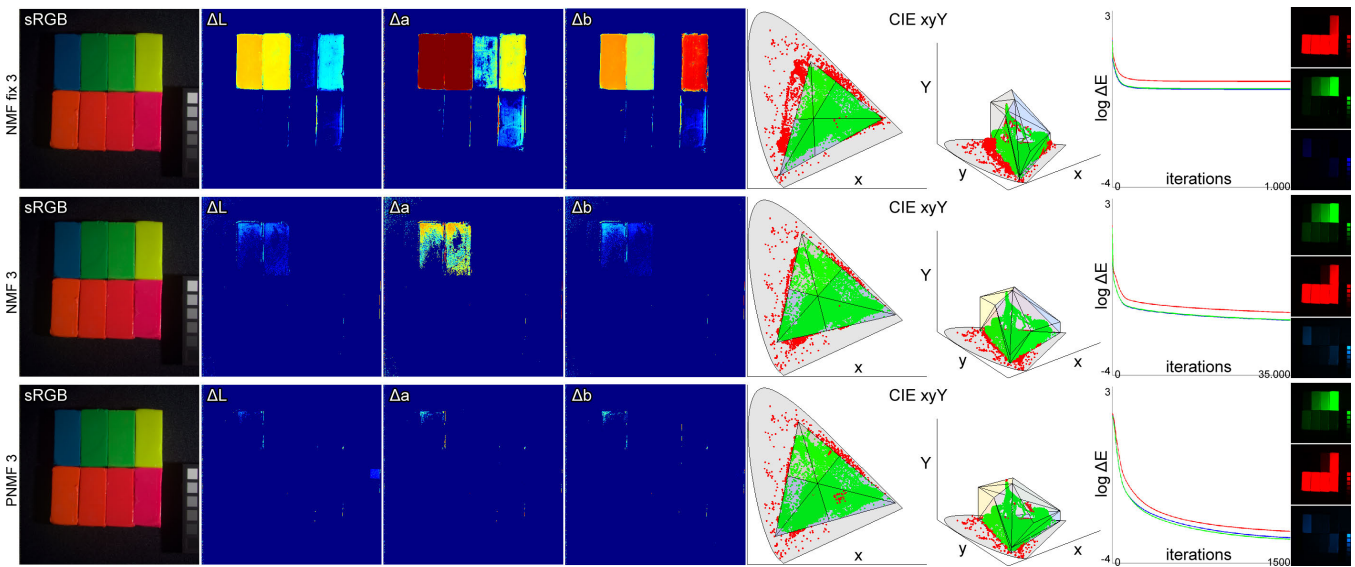 sRGB ΔL Δa Δb CIE xyY 3
NMF fix 3 Y log ΔE
x y x -4 0 iterations 1.000
sRGB ΔL Δa Δb CIE xyY 3
NMF 3 Y log ΔE
x y x -4 0 iterations 35.000
sRGB ΔL Δa Δb CIE xyY 3
PNMF 3 Y log ΔE
x y x -4 0 iterations 1500